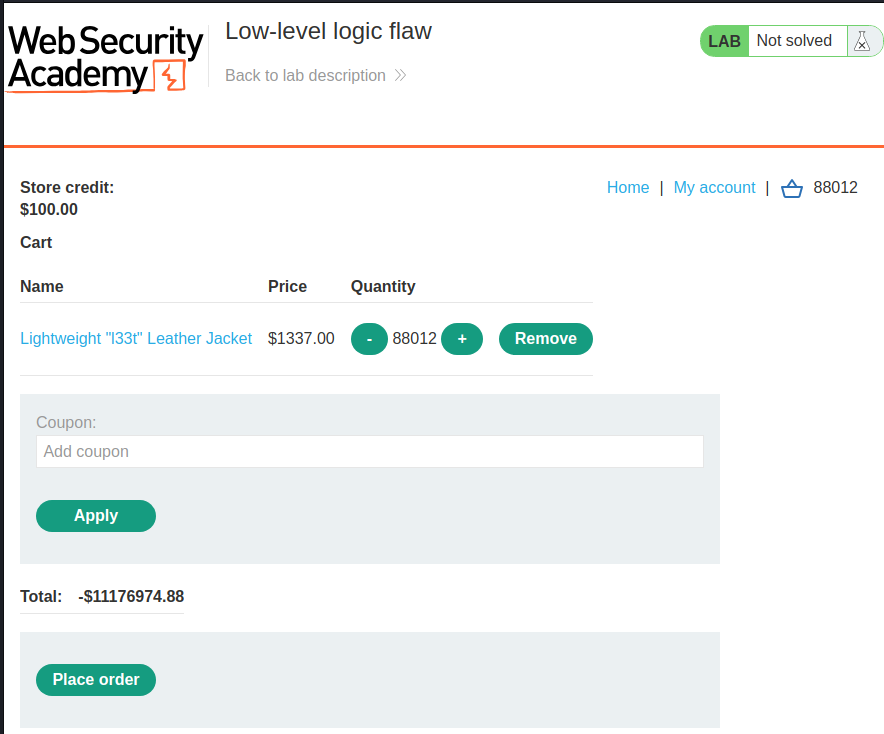 Web Security
Academy
Low-level logic flaw
Back to lab description
LAB Not solved
Store credit:
$100.00
Home | My account | 88012
Cart
Name Price Quantity
Lightweight "l33t" Leather Jacket $1337.00 - 88012 + Remove
Coupon:
Add coupon
Apply
Total: -$11176974.88
Place order